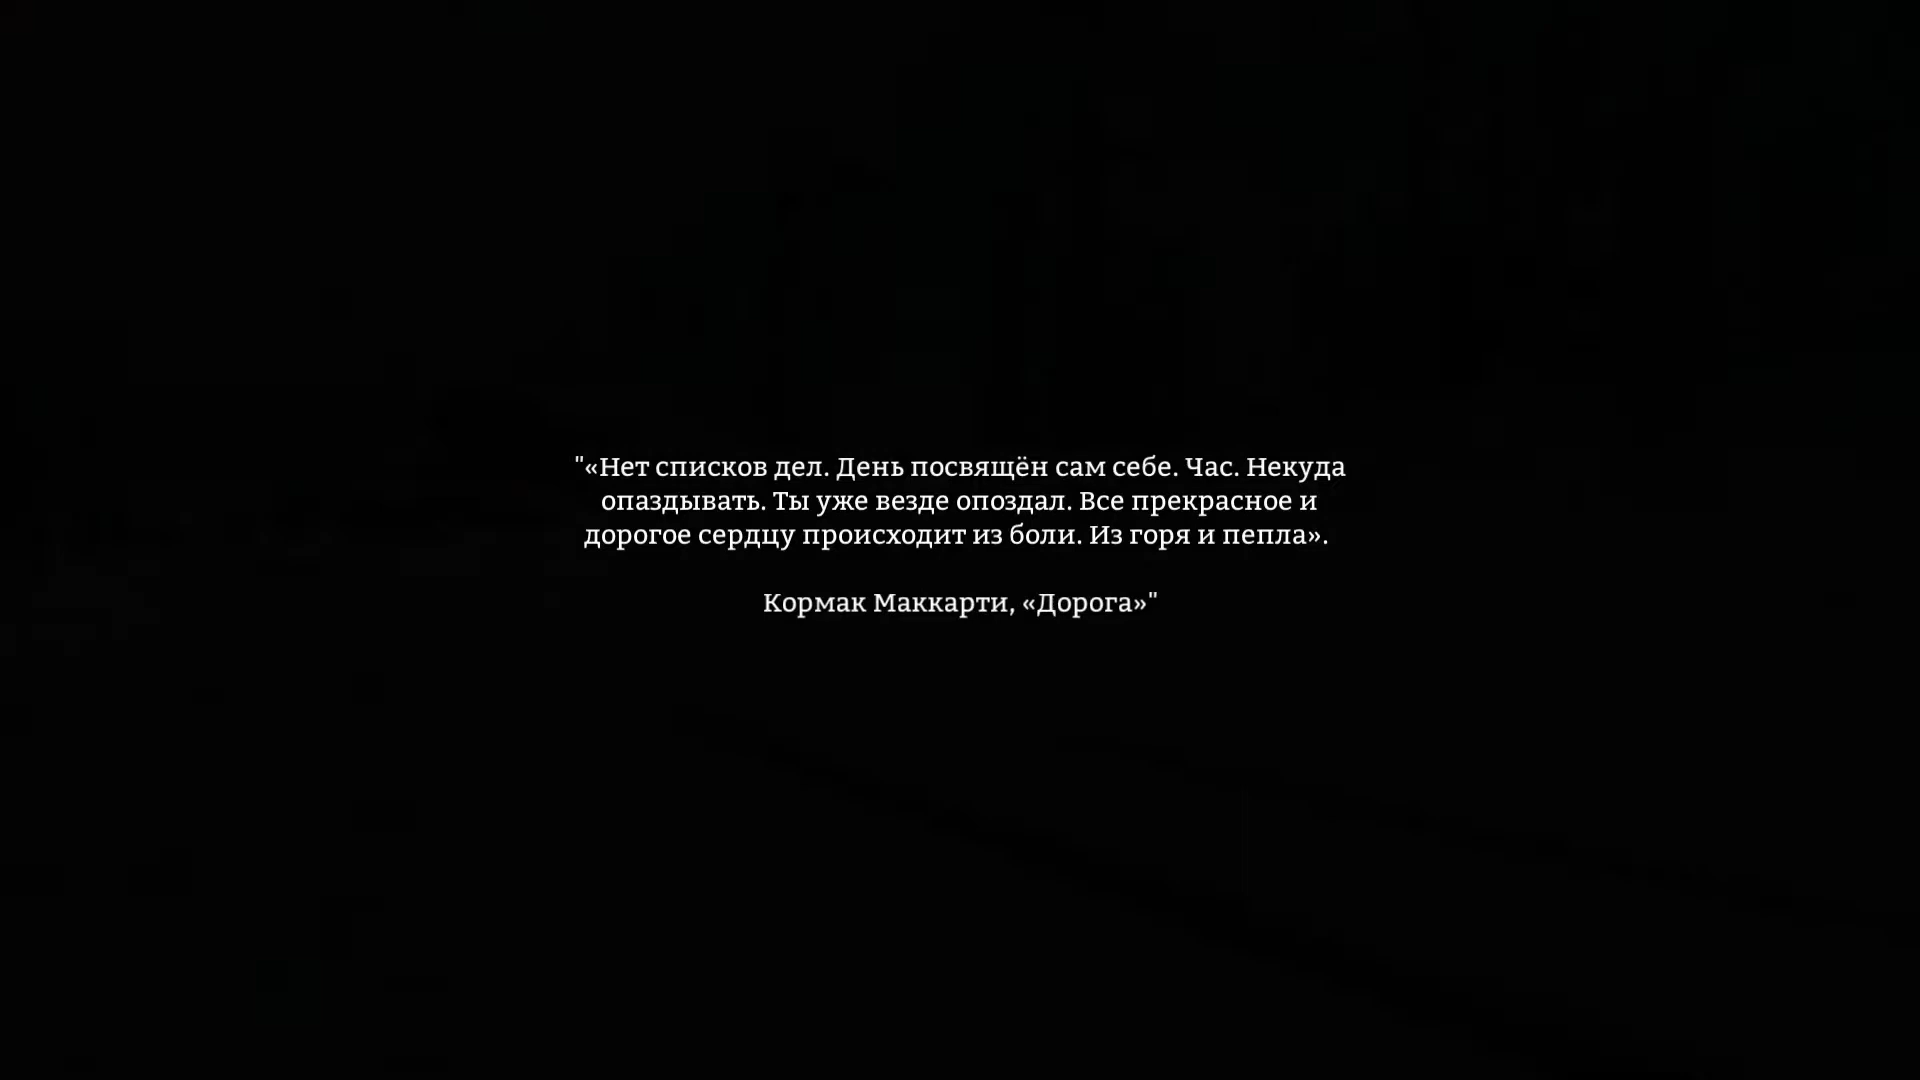 "«Нет списков дел. День посвящён сам себе. Час. Некуда
опаздывать. Ты уже везде опоздал. Все прекрасное и
дорогое сердцу происходит из боли. Из горя и пепла».
Кормак Маккарти, «Дорога»"